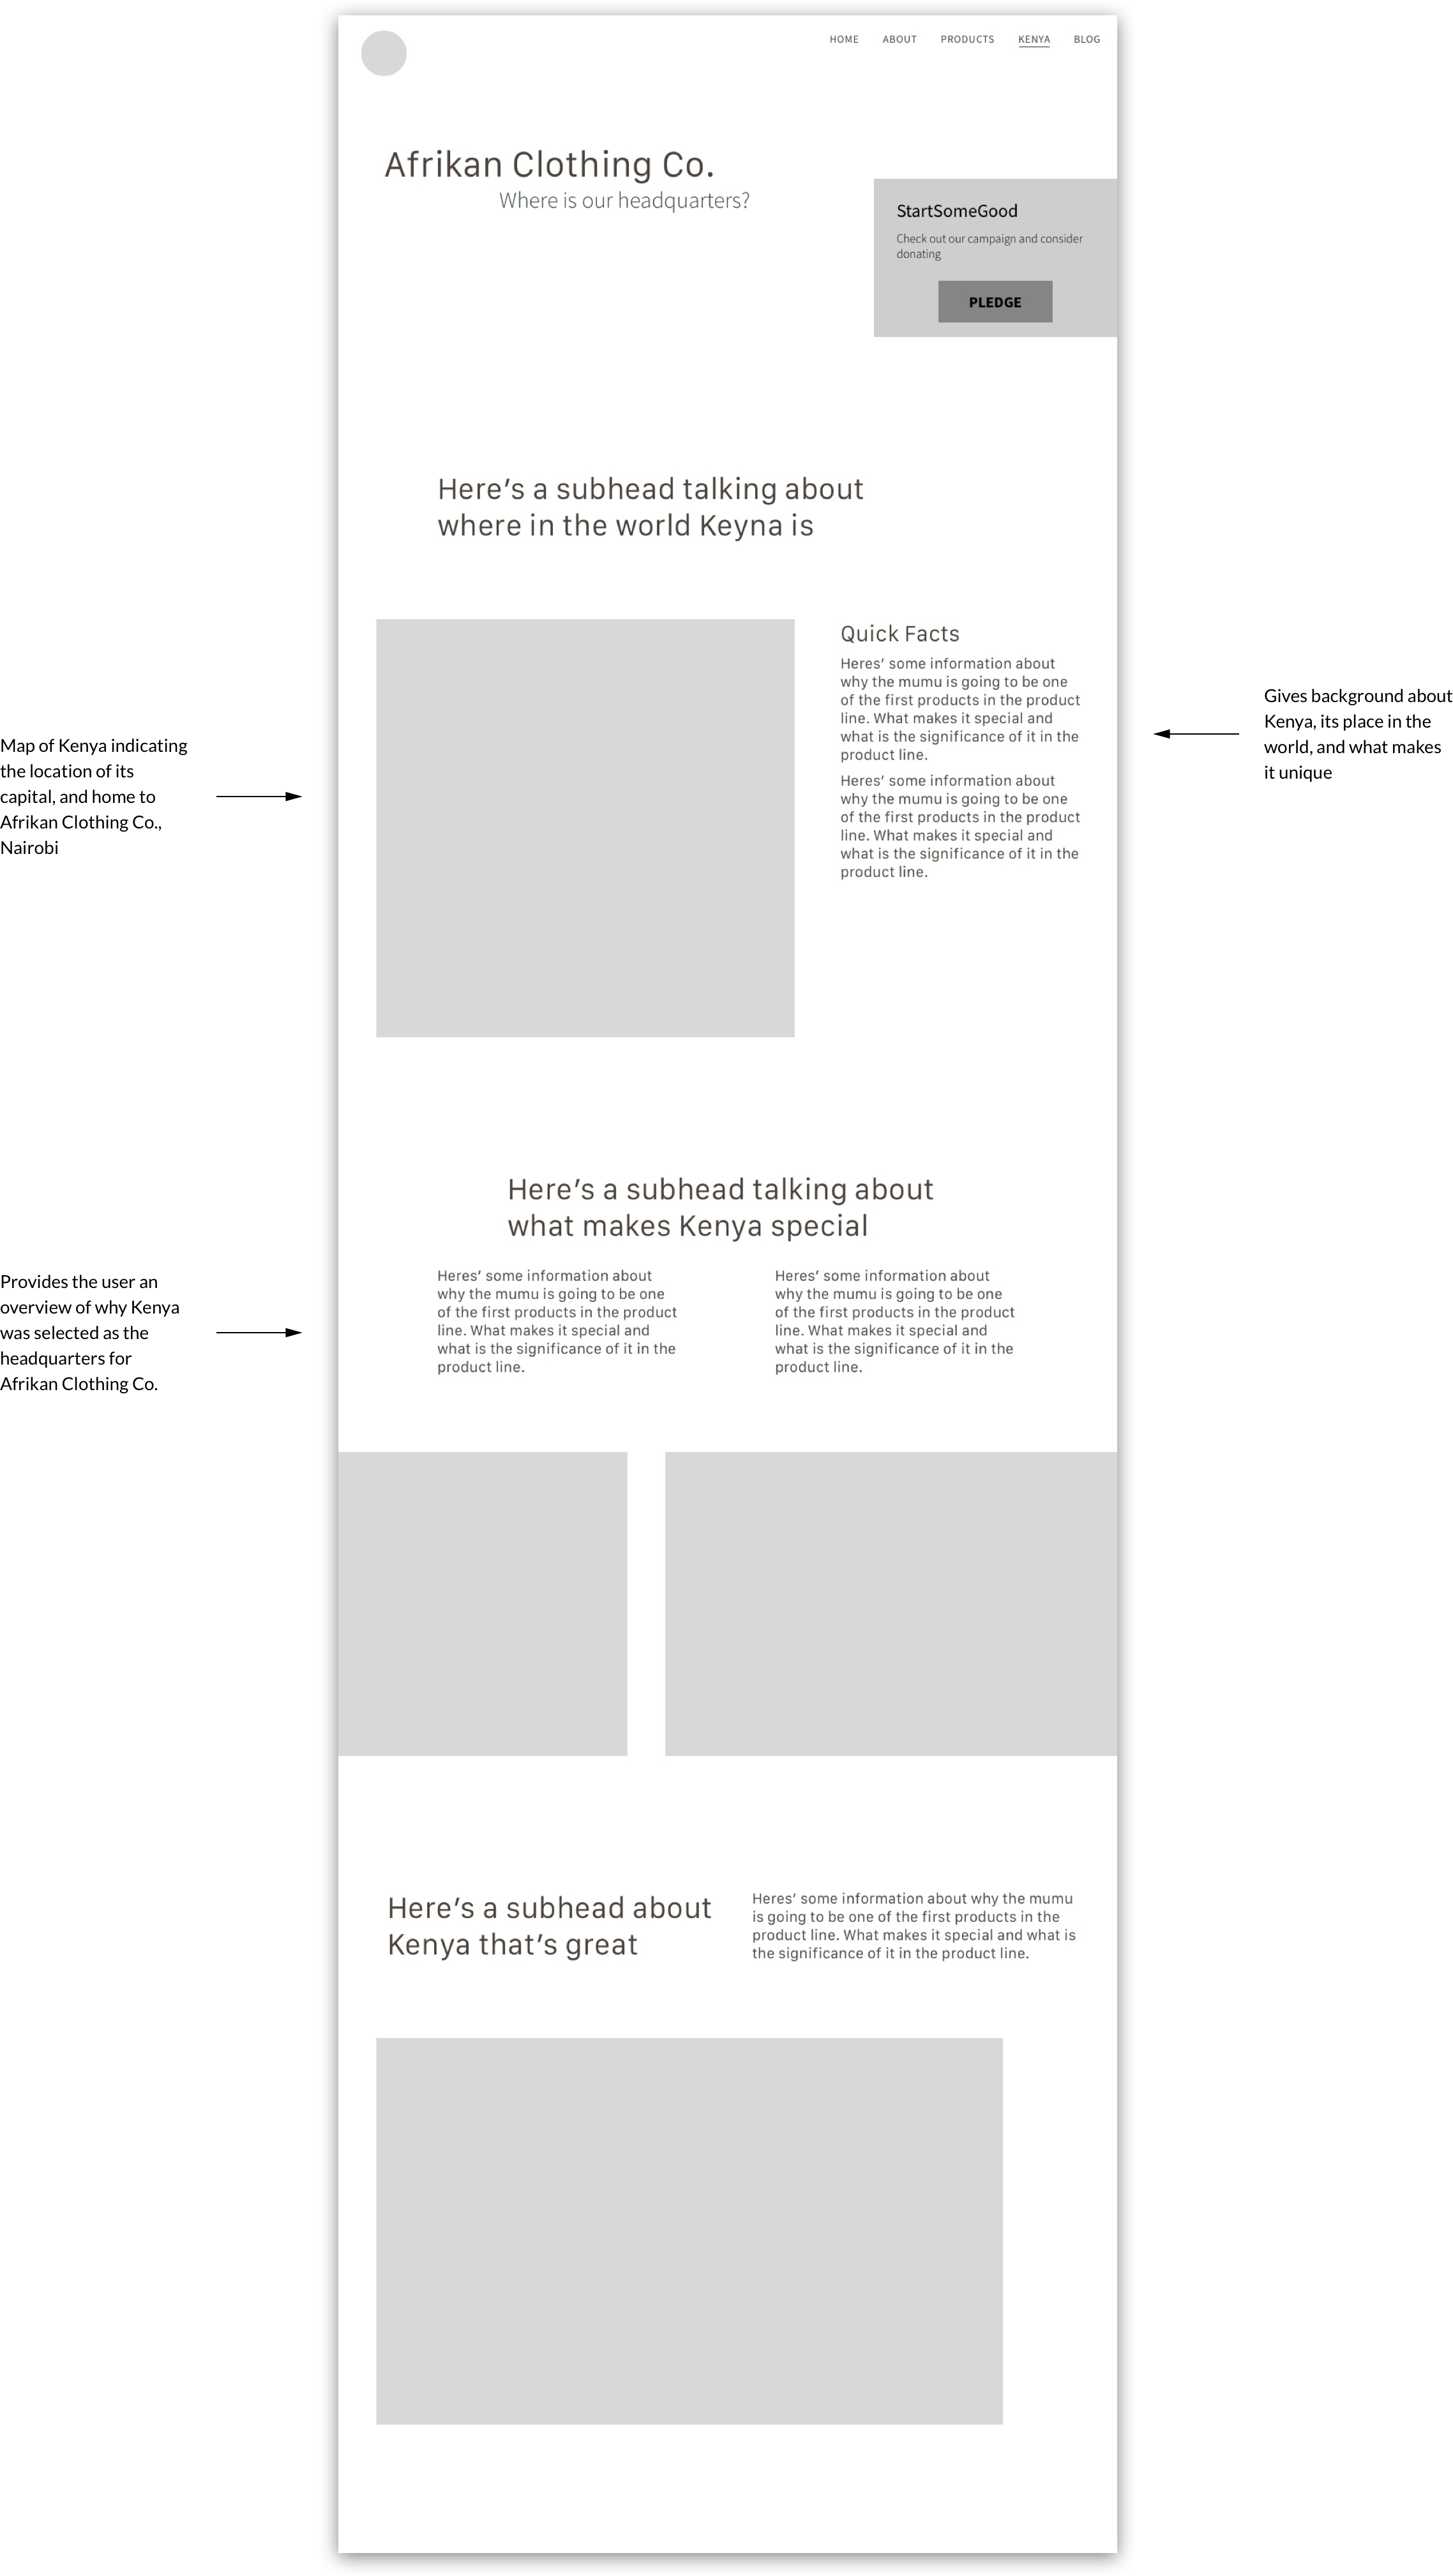 HOME ABOUT PRODUCTS KENYA BLOG
Afrikan Clothing Co.
Where is our headquarters?
StartSomeGood
Check out our campaign and consider
donating
PLEDGE
Here's a subhead talking about
where in the world Keyna is
Map of Kenya indicating
the location of its
capital, and home to
Afrikan Clothing Co.,
Nairobi
Quick Facts
Heres' some information about
why the mumu is going to be one
of the first products in the product
line. What makes it special and
what is the significance of it in the
product line.
Heres' some information about
why the mumu is going to be one
of the first products in the product
line. What makes it special and
what is the significance of it in the
product line.
Gives background about
Kenya, its place in the
world, and what makes
it unique
Here's a subhead talking about
what makes Kenya special
Provides the user an
overview of why Kenya
was selected as the
headquarters for
Afrikan Clothing Co.
Heres' some information about
why the mumu is going to be one
of the first products in the product
line. What makes it special and
what is the significance of it in the
product line.
Heres' some information about
why the mumu is going to be one
of the first products in the product
line. What makes it special and
what is the significance of it in the
product line.
Here's a subhead about
Kenya that's great
Heres' some information about why the mumu
is going to be one of the first products in the
product line. What makes it special and what is
the significance of it in the product line.